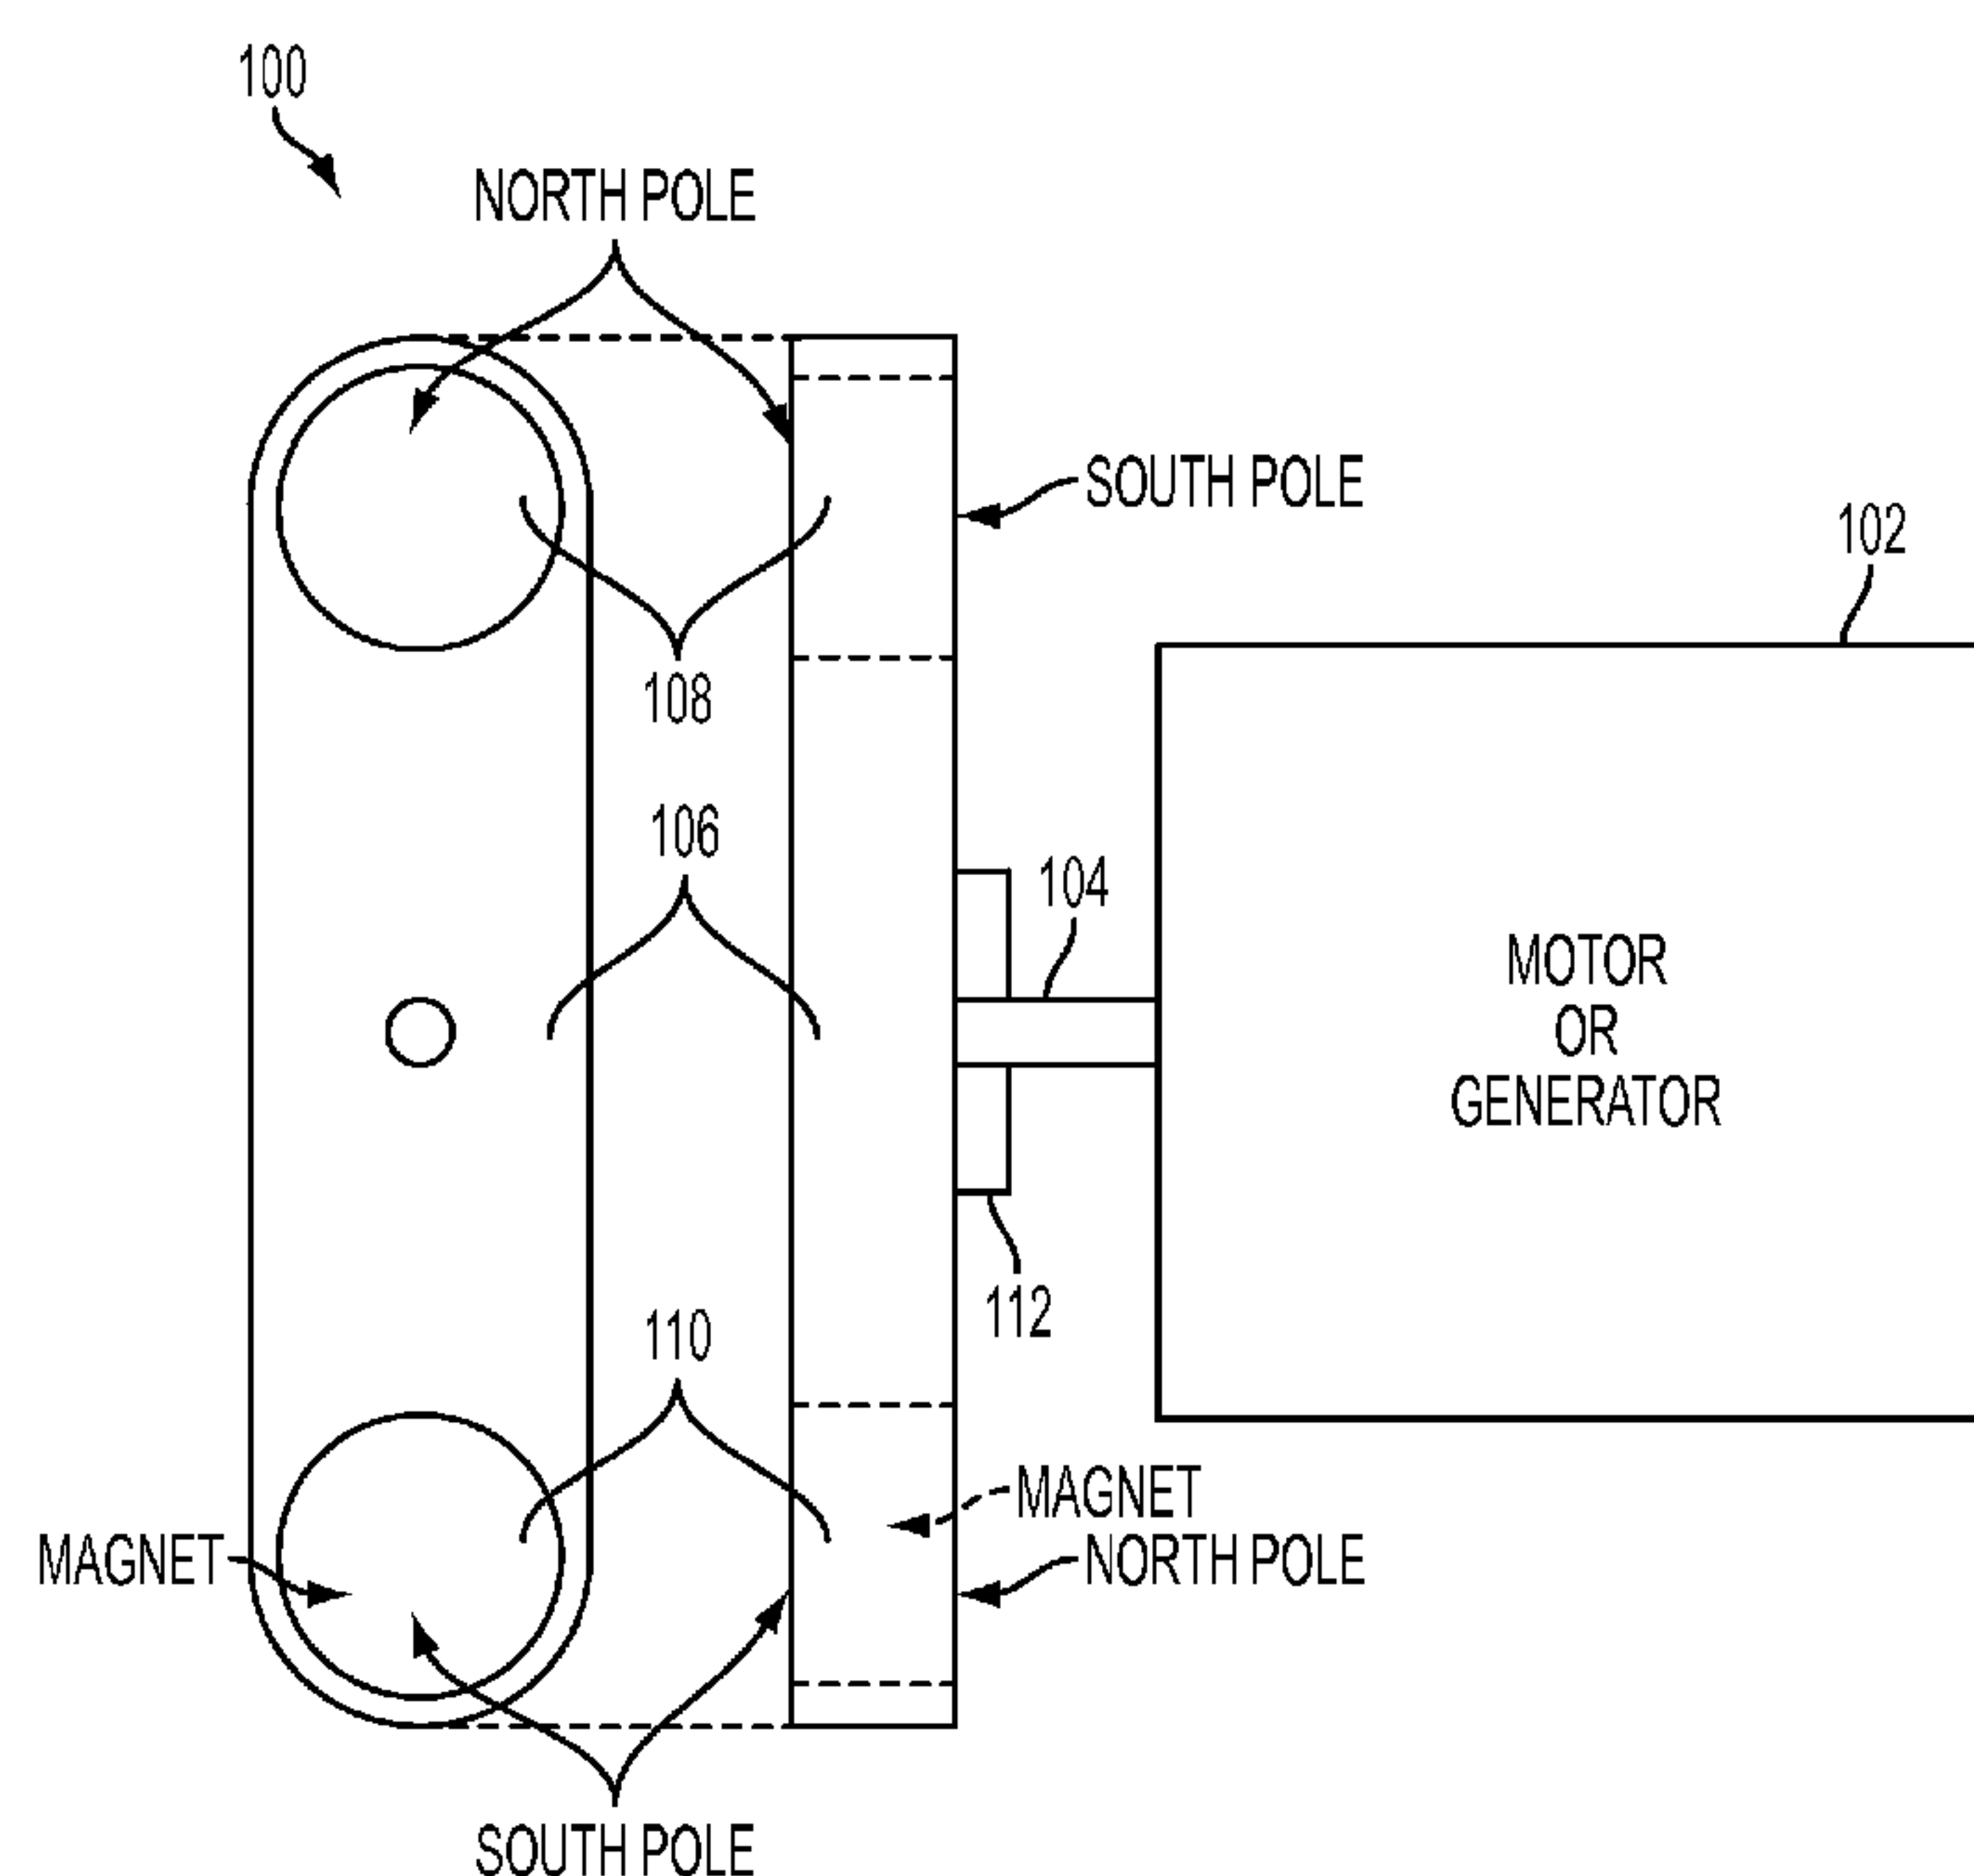 100
NORTH POLE
SOUTH POLE
102
108
106
104
MOTOR
OR
GENERATOR
112
110
MAGNET
MAGNET
NORTH POLE
SOUTH POLE